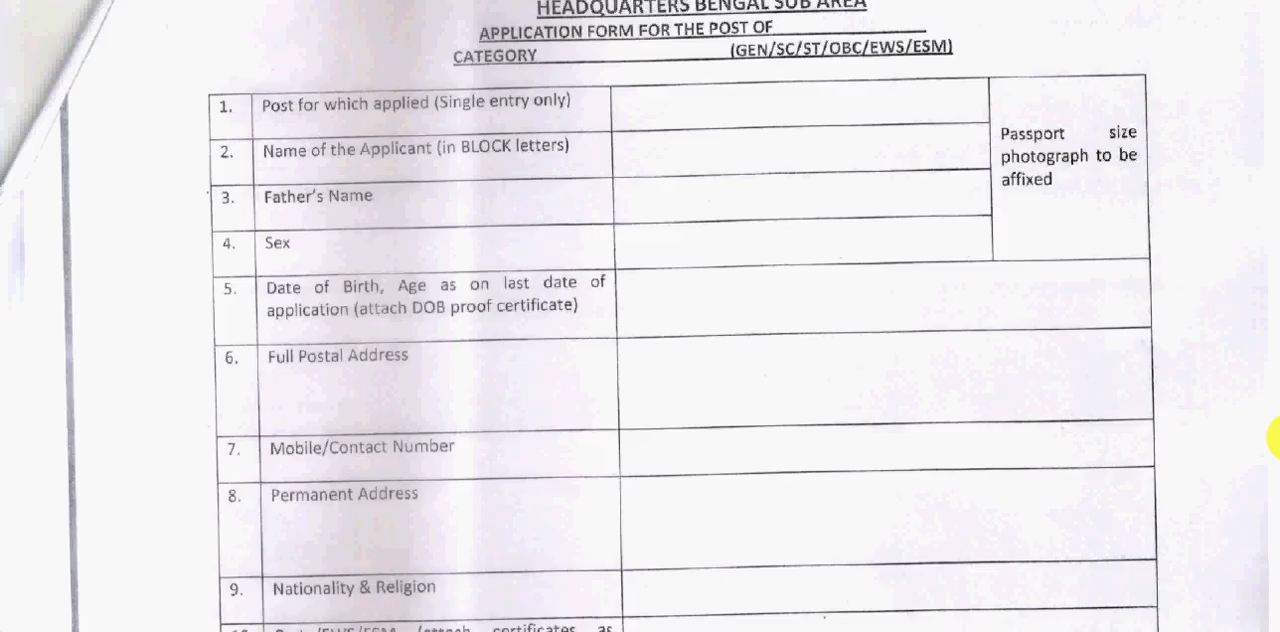 HEADQUARTERS BENGAL SUB AREA
APPLICATION FORM FOR THE POST OF
CATEGORY (GEN/SC/ST/OBC/EWS/ESM)
1. Post for which applied (Single entry only)
Passport size
photograph to be
affixed
2. Name of the Applicant (in BLOCK letters)
3. Father's Name
4. Sex
5. Date of Birth, Age as on last date of
application (attach DOB proof certificate)
6. Full Postal Address
7. Mobile/Contact Number
8. Permanent Address
9. Nationality & Religion
(attach certificates as